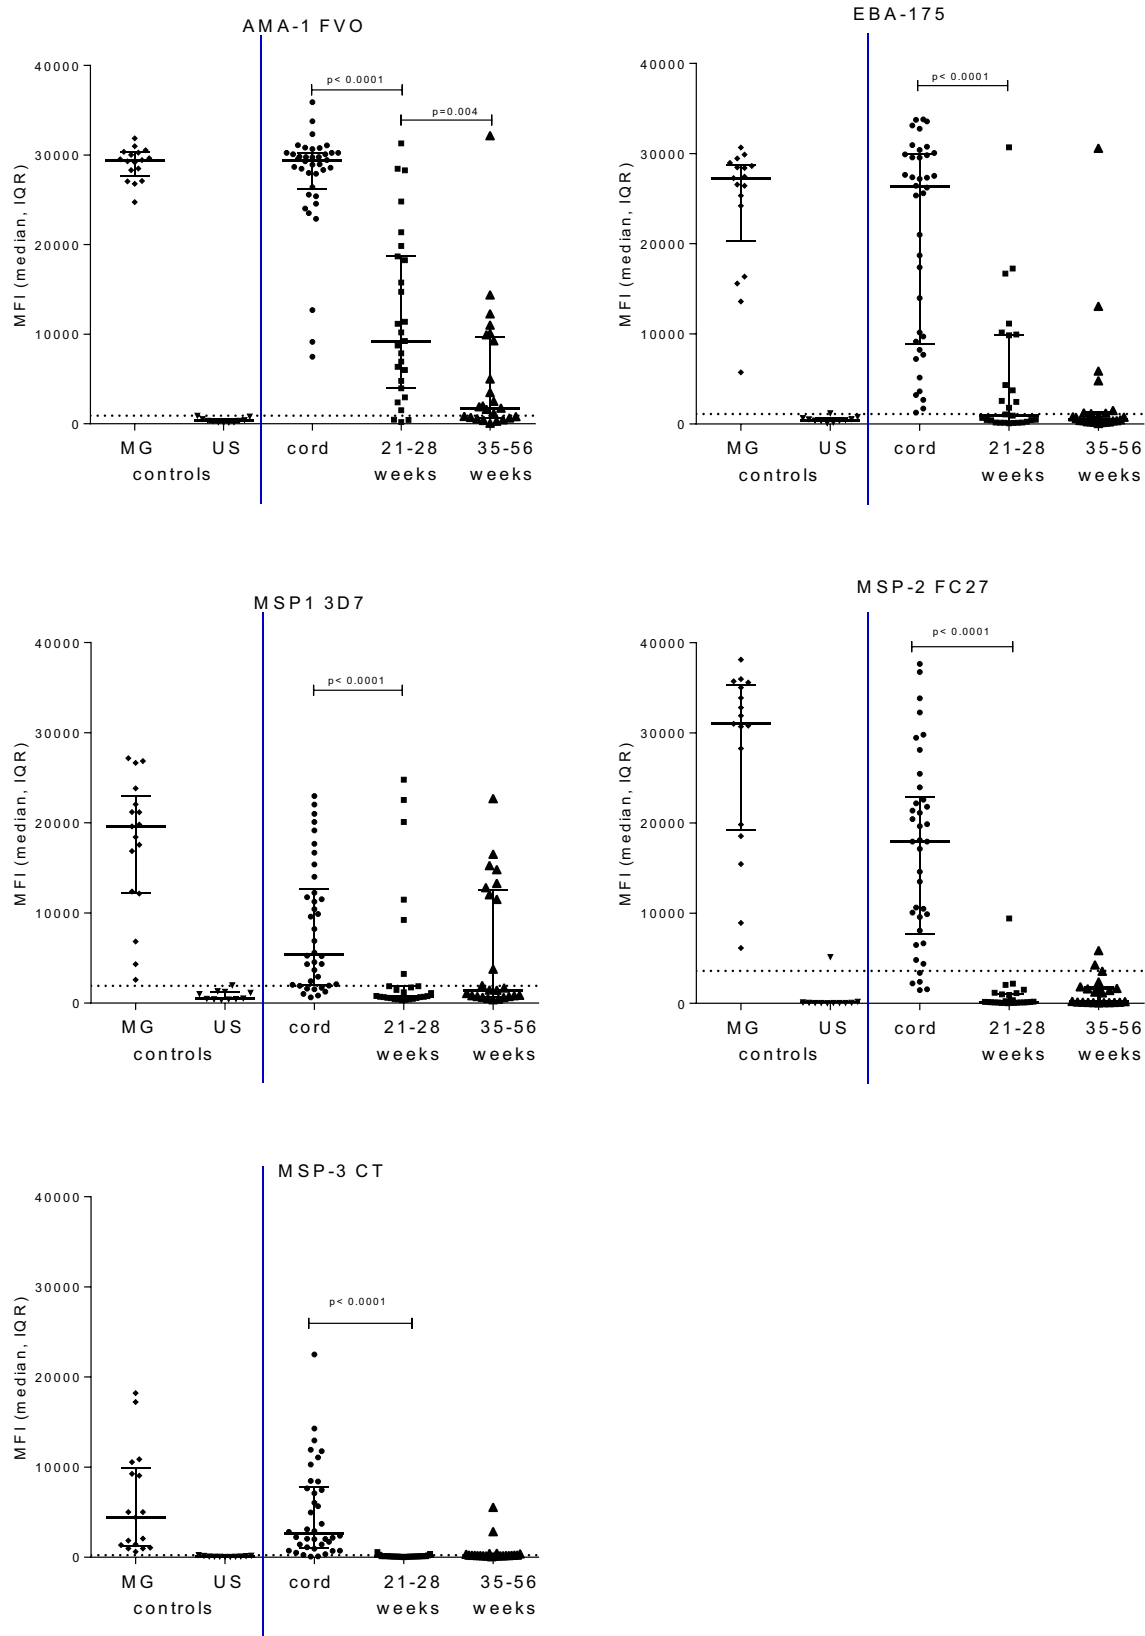 AMA-1 FVO
MFI (median, IQR)
40000
30000
20000
10000
0
p< 0.0001
p=0.004
MG US cord 21-28 35-56
controls weeks weeks
EBA-175
MFI (median, IQR)
40000
30000
20000
10000
0
p< 0.0001
MG US cord 21-28 35-56
controls weeks weeks
MSP1 3D7
MFI (median, IQR)
40000
30000
20000
10000
0
p< 0.0001
MG US cord 21-28 35-56
controls weeks weeks
MSP-2 FC27
MFI (median, IQR)
40000
30000
20000
10000
0
p< 0.0001
MG US cord 21-28 35-56
controls weeks weeks
MSP-3 CT
MFI (median, IQR)
40000
30000
20000
10000
0
p< 0.0001
MG US cord 21-28 35-56
controls weeks weeks